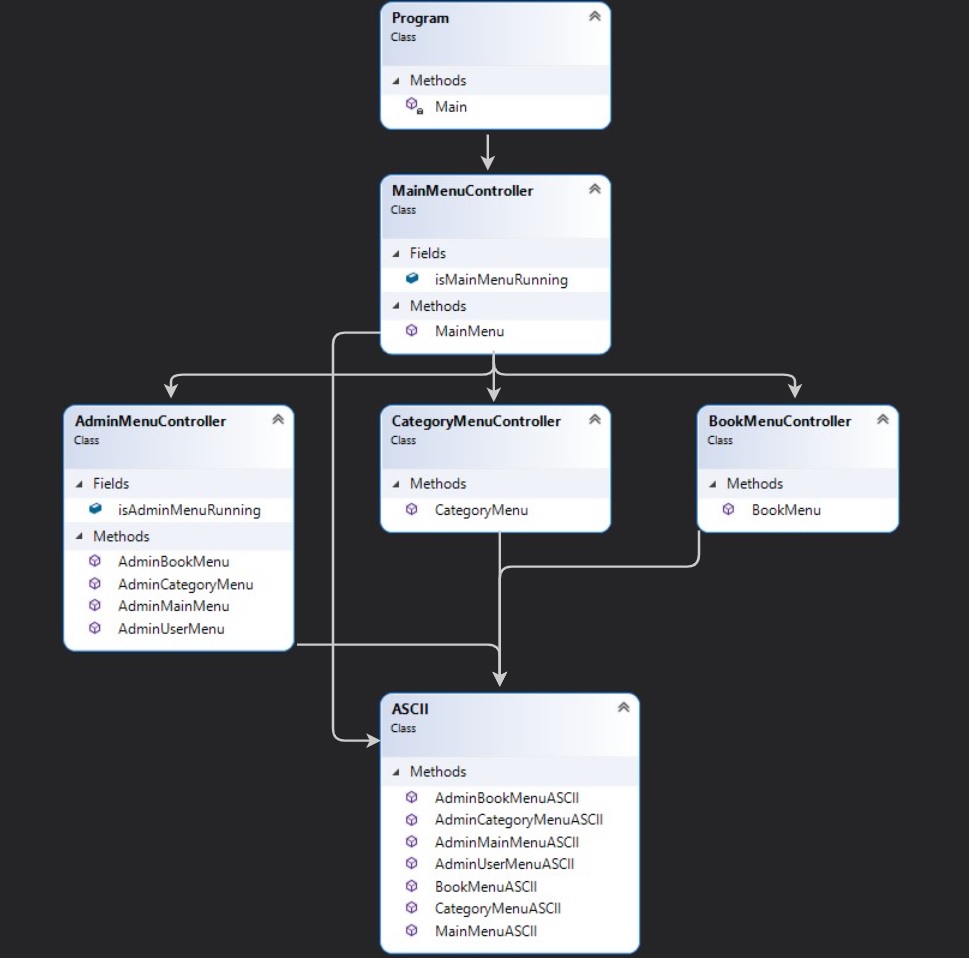 Program
Class
Methods
Main
MainMenuController
Class
Fields
isMainMenuRunning
Methods
MainMenu
AdminMenuController
Class
Fields
isAdminMenuRunning
Methods
AdminBookMenu
AdminCategoryMenu
AdminMainMenu
AdminUserMenu
CategoryMenuController
Class
Methods
CategoryMenu
BookMenuController
Class
Methods
BookMenu
ASCII
Class
Methods
AdminBookMenuASCII
AdminCategoryMenuASCII
AdminMainMenuASCII
AdminUserMenuASCII
BookMenuASCII
CategoryMenuASCII
MainMenuASCII